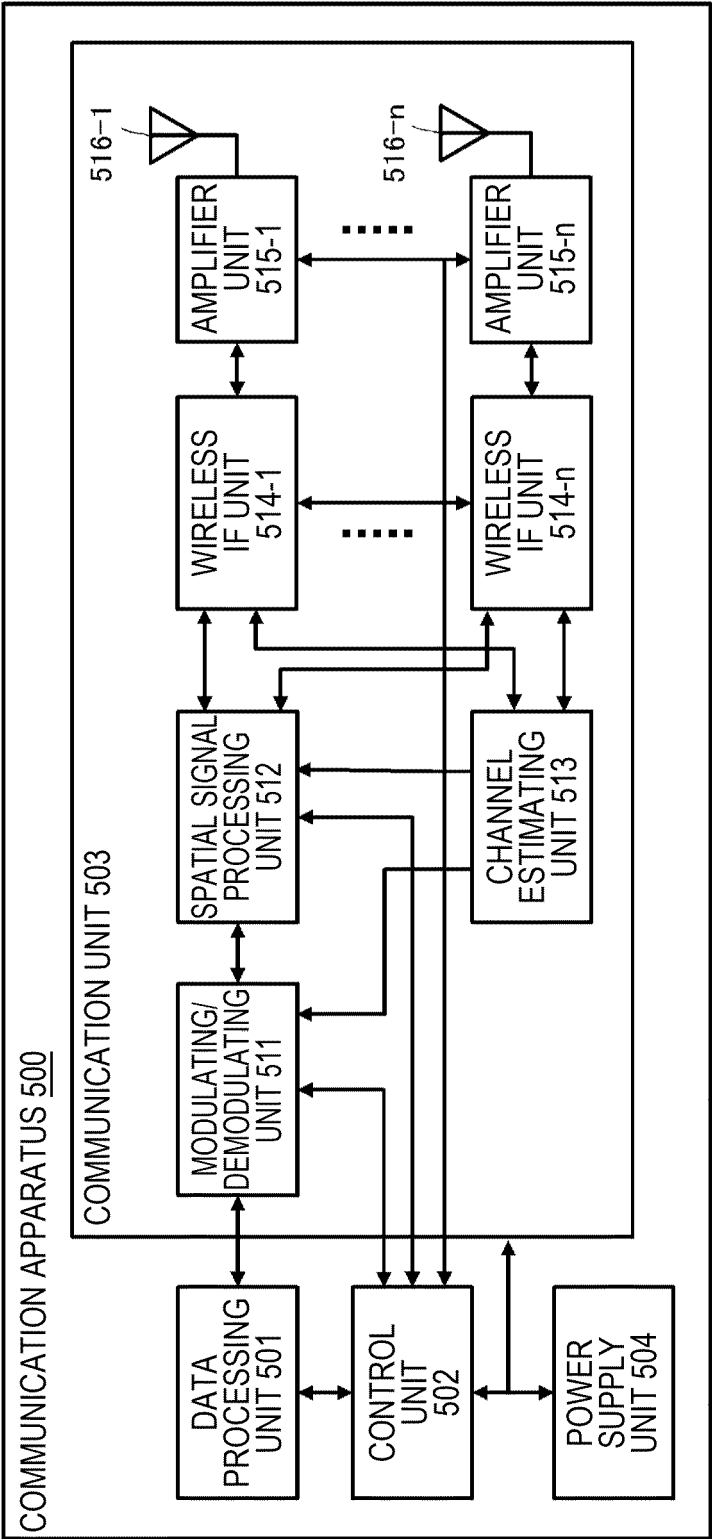 COMMUNICATION APPARATUS 500
COMMUNICATION UNIT 503
DATA
PROCESSING
UNIT 501
MODULATING/
DEMODULATING
UNIT 511
SPATIAL SIGNAL
PROCESSING
UNIT 512
WIRELESS
IF UNIT
514-1
AMPLIFIER
UNIT
515-1
516-1
CONTROL
UNIT
502
POWER
SUPPLY
UNIT 504
CHANNEL
ESTIMATING
UNIT 513
WIRELESS
IF UNIT
514-n
AMPLIFIER
UNIT
515-n
516-n